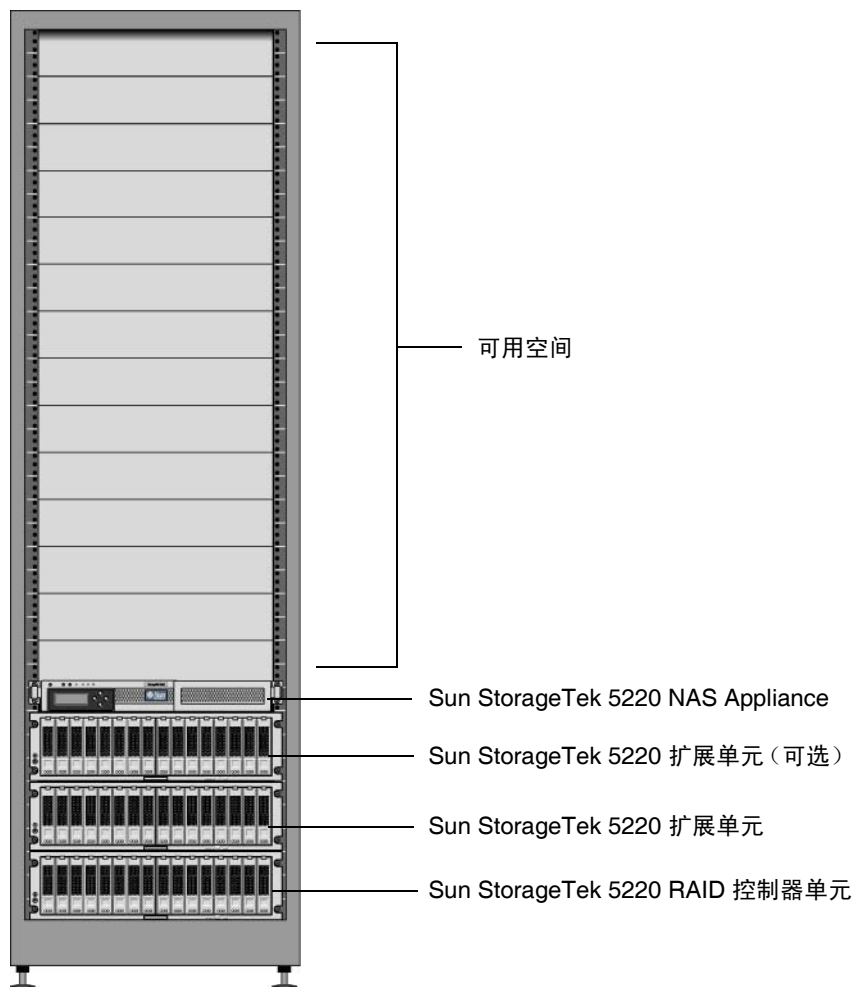 可用空间
Sun StorageTek 5220 NAS Appliance
Sun StorageTek 5220 扩展单元（可选）
Sun StorageTek 5220 扩展单元
Sun StorageTek 5220 RAID 控制器单元